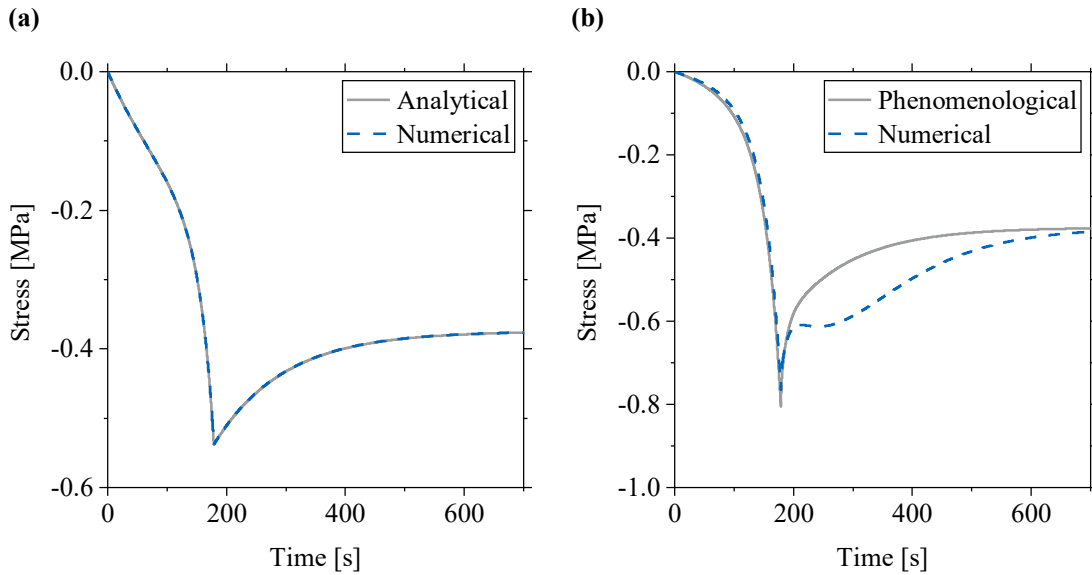 (a)
Stress [MPa]
0.0
-0.2
-0.4
-0.6
0
200
400
600
Time [s]
Analytical
Numerical
(b)
Stress [MPa]
0.0
-0.2
-0.4
-0.6
-0.8
-1.0
0
200
400
600
Time [s]
Phenomenological
Numerical